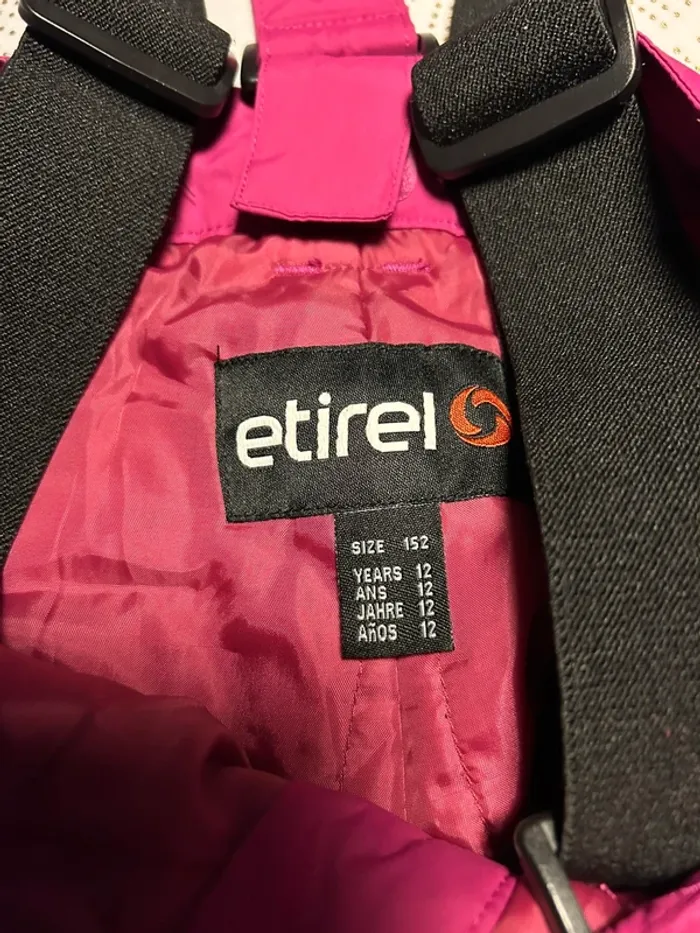 etirel
SIZE 152
YEARS 12
ANS 12
JAHRE 12
AÑOS 12